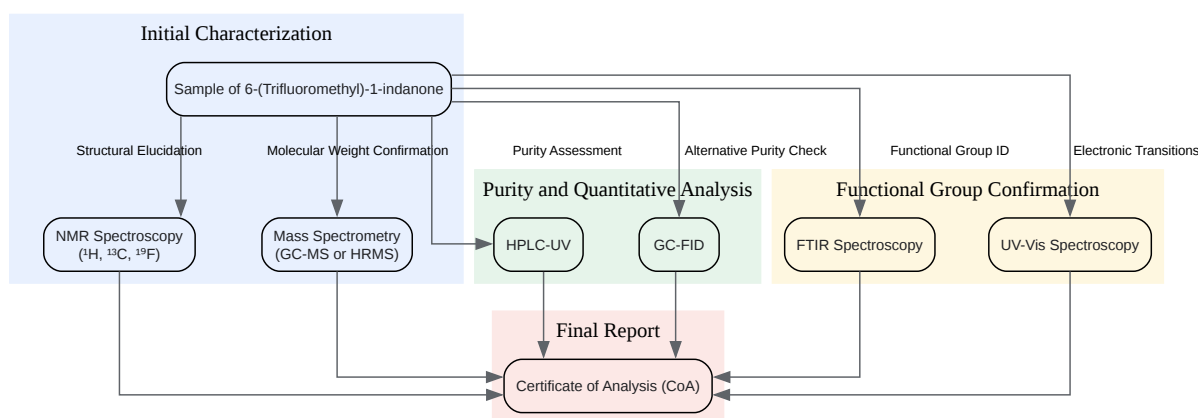 Initial Characterization
Sample of 6-(Trifluoromethyl)-1-indanone
Structural Elucidation
Molecular Weight Confirmation
Purity Assessment
Alternative Purity Check
Functional Group ID
Electronic Transitions
Purity and Quantitative Analysis
Functional Group Confirmation
NMR Spectroscopy
(¹H, ¹³C, ¹⁹F)
Mass Spectrometry
(GC-MS or HRMS)
HPLC-UV
GC-FID
FTIR Spectroscopy
UV-Vis Spectroscopy
Final Report
Certificate of Analysis (CoA)